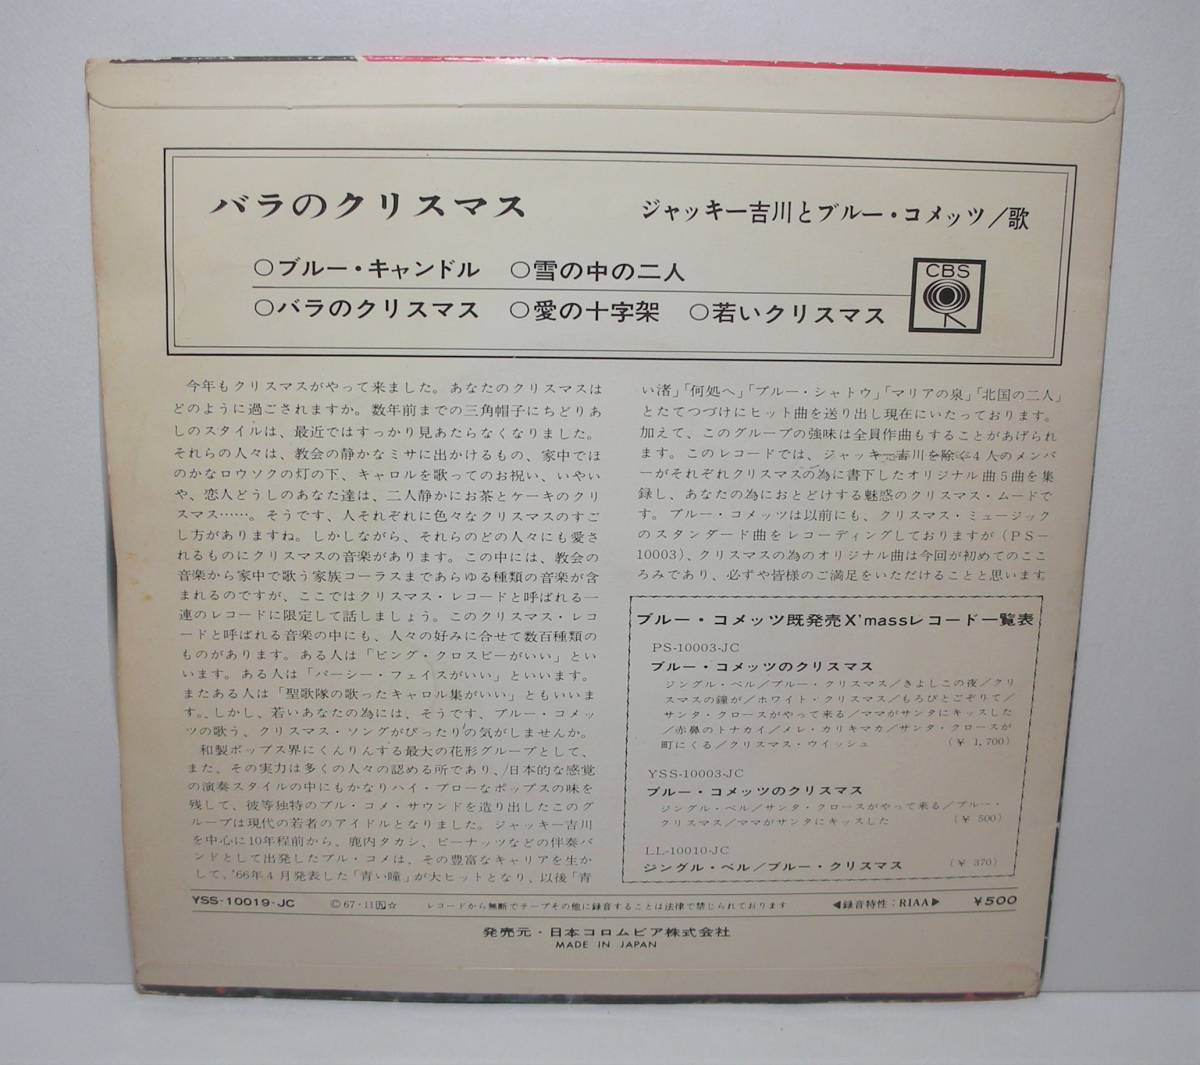 バラのクリスマス
ジャッキー吉川とブルー・コメッツ/歌
○ブルー・キャンドル ○雪の中の二人
○バラのクリスマス ○愛の十字架 ○若いクリスマス
CBS
今年もクリスマスがやって来ました。あなたのクリスマスは
どのように過ごされますか。数年前までの三角帽子にちどりあ
しのスタイルは、最近ではすっかり見あたらなくなりました。
それらの人々は、教会の静かなミサに出かけるもの、家中でほ
のかなロウソクの灯の下、キャロルを歌ってのお祝い、いやい
や、恋人どうしのあなた達は、二人静かにお茶とケーキのクリ
スマス……。そうです、人それぞれに色々なクリスマスのすご
し方がありますね。しかしながら、それらのどの人々にも愛さ
れるものにクリスマスの音楽があります。この中には、教会の
音楽から家中で歌う家族コーラスまであらゆる種類の音楽が含
まれるのですが、ここではクリスマス・レコードと呼ばれる一
連のレコードに限定して話しましょう。このクリスマス・レコ
ードと呼ばれる音楽の中にも、人々の好みに合せて数百種類の
ものがあります。ある人は「ビング・クロスビーがいい」とい
います。ある人は「パーシー・フェイスがいい」といいます。
またある人は「聖歌隊の歌ったキャロル集がいい」ともいいま
す。しかし、若いあなたの為には、そうです、ブルー・コメッ
ツの歌う、クリスマス・ソングがぴったりの気がしませんか。
和製ポップス界にくんりんする最大の花形グループとして、
また、その実力は多くの人々の認める所であり、日本的な感覚
の演奏スタイルの中にもかなりハイ・ブローなポップスの味を
残して、彼等独特のブル・コメ・サウンドを造り出したこのグ
ループは現代の若者のアイドルとなりました。ジャッキー吉川
を中心に10年程前から、鹿内タカシ、ピーナッツなどの伴奏バ
ンドとして出発したブル・コメは、その豊富なキャリアを生か
して、'66年4月発表した「青い瞳」が大ヒットとなり、以後「青
い渚」「何処へ」「ブルー・シャトウ」「マリアの泉」「北国の二人」
とたてつづけにヒット曲を送り出し現在にいたっております。
加えて、このグループの強味は全員作曲もすることがあげられ
ます。このレコードでは、ジャッキー吉川を除く4人のメンバ
ーがそれぞれクリスマスの為に書下したオリジナル曲5曲を集
録し、あなたの為におとどけする魅惑のクリスマス・ムードで
す。ブルー・コメッツは以前にも、クリスマス・ミュージック
のスタンダード曲をレコーディングしておりますが(PS-
10003)、クリスマスの為のオリジナル曲は今回が初めてのここ
ろみであり、必ずや皆様のご満足をいただけることと思います
ブルー・コメッツ既発売X'massレコード一覧表
PS-10003-JC
ブルー・コメッツのクリスマス
ジングル・ベル/ブルー・クリスマス/きよしこの夜/クリ
スマスの鐘が/ホワイト・クリスマス/もろびとこぞりて/
サンタ・クロースがやって来る/ママがサンタにキッスした
/赤鼻のトナカイ/メレ・カリキマカ/サンタ・クロースが
町にくる/クリスマス・ウイッシュ (¥ 1,700)
YSS-10003-JC
ブルー・コメッツのクリスマス
ジングル・ベル/サンタ・クロースがやって来る/ブルー・
クリスマス/ママがサンタにキッスした (¥ 500)
LL-10010-JC
ジングル・ベル/ブルー・クリスマス (¥ 370)
YSS-10019-JC ©67・11 ☆ レコードから無断でテープその他に録音することは法律で禁じられております ◀録音特性:RIAA▶ ¥500
発売元・日本コロムビア株式会社
MADE IN JAPAN